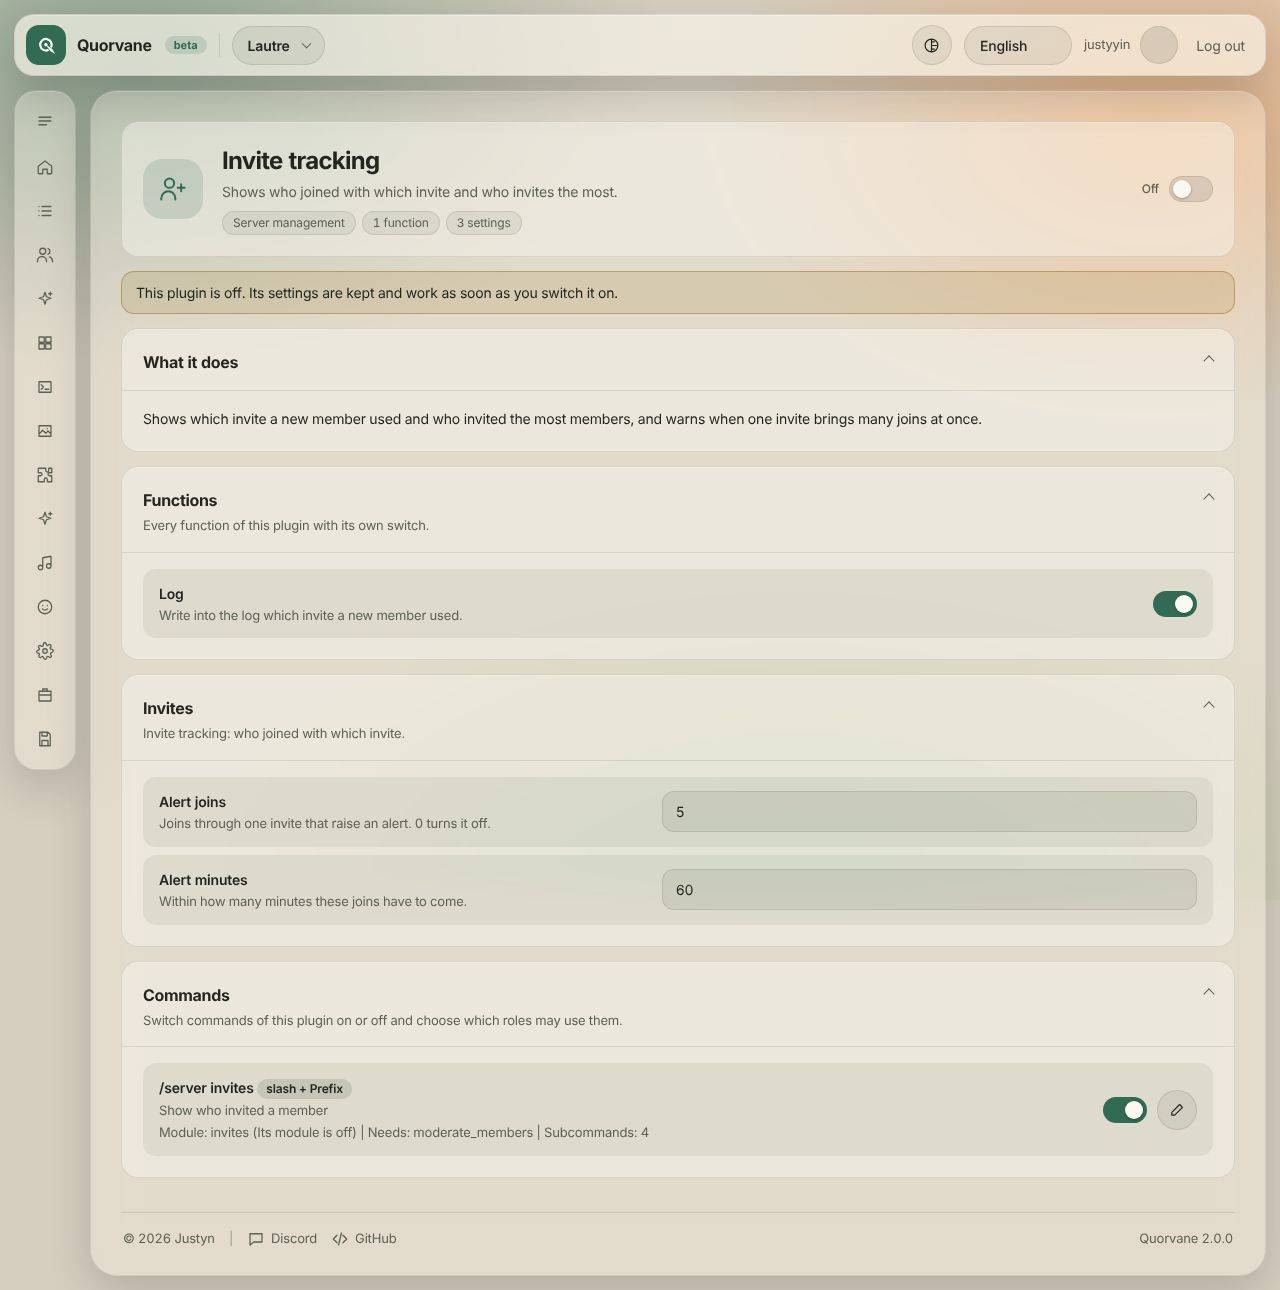 Quorvane beta Lautre English justyyin Log out
Invite tracking
Shows who joined with which invite and who invites the most.
Off
Server management 1 function 3 settings
This plugin is off. Its settings are kept and work as soon as you switch it on.
What it does
Shows which invite a new member used and who invited the most members, and warns when one invite brings many joins at once.
Functions
Every function of this plugin with its own switch.
Log
Write into the log which invite a new member used.
Invites
Invite tracking: who joined with which invite.
Alert joins
Joins through one invite that raise an alert. 0 turns it off.
5
Alert minutes
Within how many minutes these joins have to come.
60
Commands
Switch commands of this plugin on or off and choose which roles may use them.
/server invites slash + Prefix
Show who invited a member
Module: invites (Its module is off) | Needs: moderate_members | Subcommands: 4
© 2026 Justyn | Discord GitHub Quorvane 2.0.0